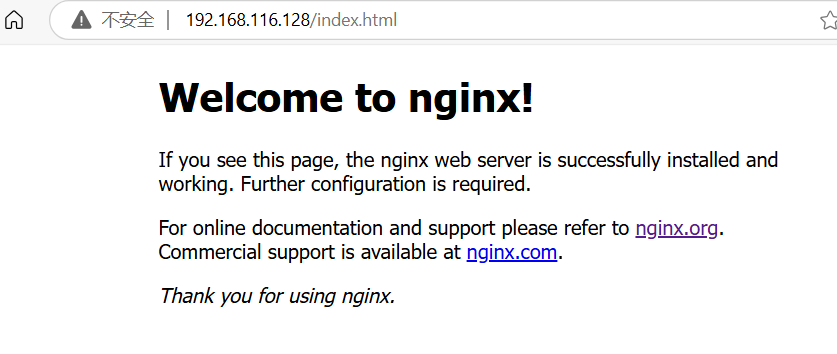 不安全 | 192.168.116.128/index.html
Welcome to nginx!
If you see this page, the nginx web server is successfully installed and
working. Further configuration is required.
For online documentation and support please refer to nginx.org.
Commercial support is available at nginx.com.
Thank you for using nginx.